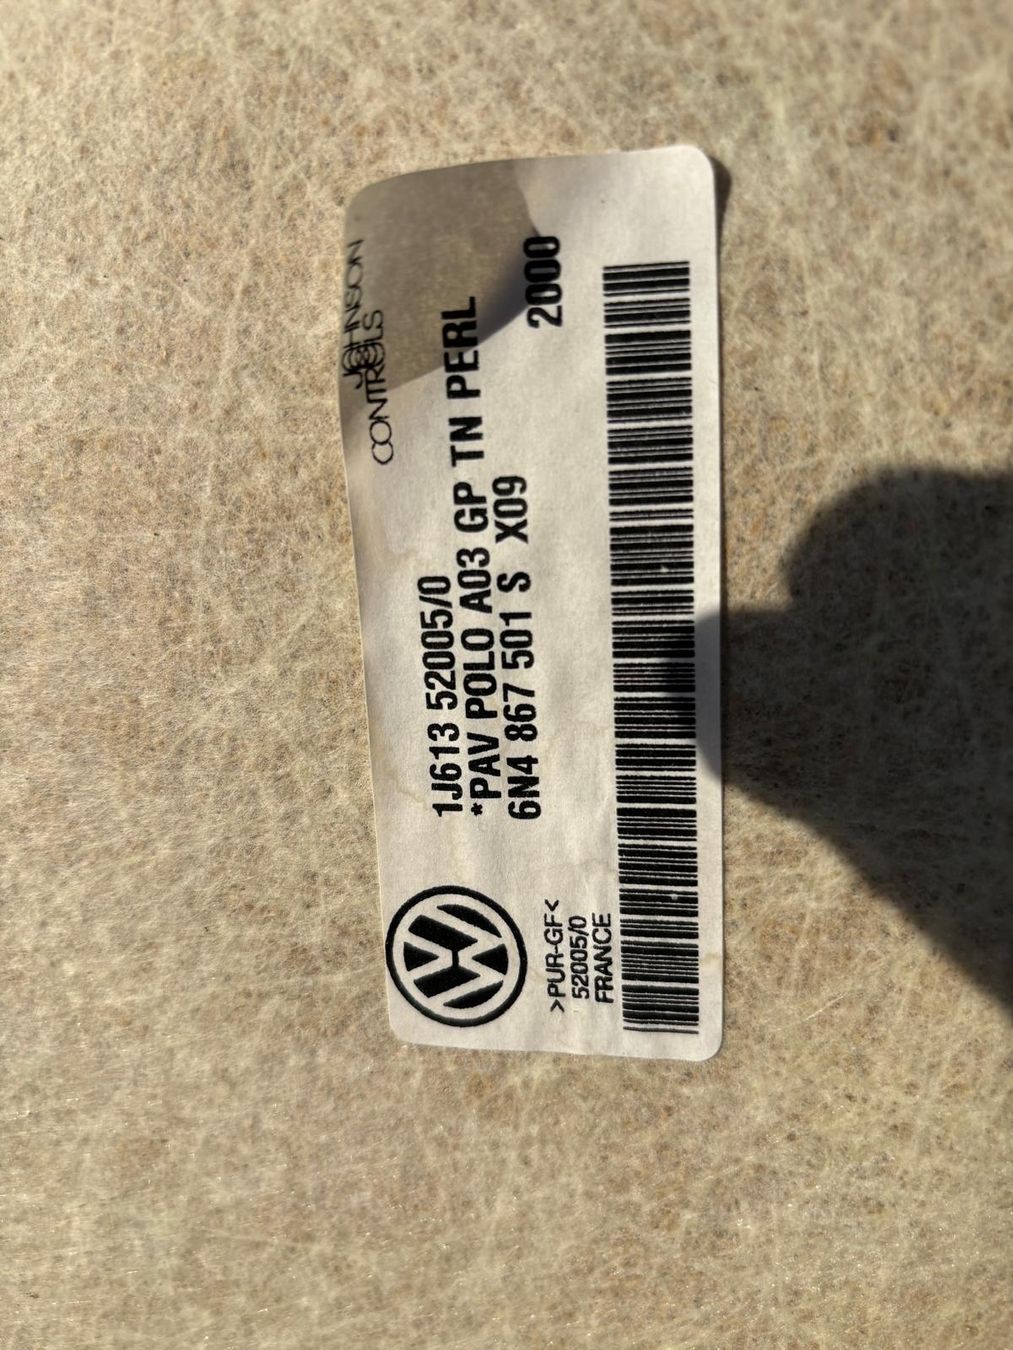 JOHNSON
CONTROLS
1J613 52005/0
*PAV POLO A03 GP TN PERL
6N4 867 501 S X09
2000
>PUR-GF<
52005/0
FRANCE